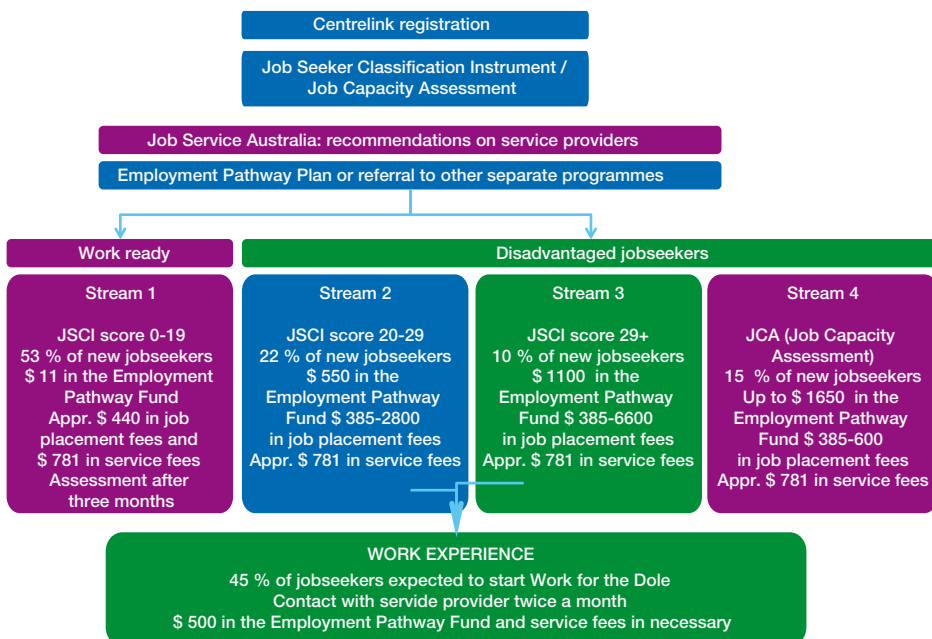 Centrelink registration
Job Seeker Classification Instrument /
Job Capacity Assessment
Job Service Australia: recommendations on service providers
Employment Pathway Plan or referral to other separate programmes
Work ready
Disadvantaged jobseekers
Stream 1
JSCI score 0-19
53 % of new jobseekers
$ 11 in the Employment
Pathway Fund
Appr. $ 440 in job
placement fees and
$ 781 in service fees
Assessment after
three months
Stream 2
JSCI score 20-29
22 % of new jobseekers
$ 550 in the
Employment Pathway
Fund $ 385-2800
in job placement fees
Appr. $ 781 in service fees
Stream 3
JSCI score 29+
10 % of new jobseekers
$ 1100 in the
Employment Pathway
Fund $ 385-6600
in job placement fees
Appr. $ 781 in service fees
Stream 4
JCA (Job Capacity
Assessment)
15 % of new jobseekers
Up to $ 1650 in the
Employment Pathway
Fund $ 385-600
in job placement fees
Appr. $ 781 in service fees
WORK EXPERIENCE
45 % of jobseekers expected to start Work for the Dole
Contact with servide provider twice a month
$ 500 in the Employment Pathway Fund and service fees in necessary